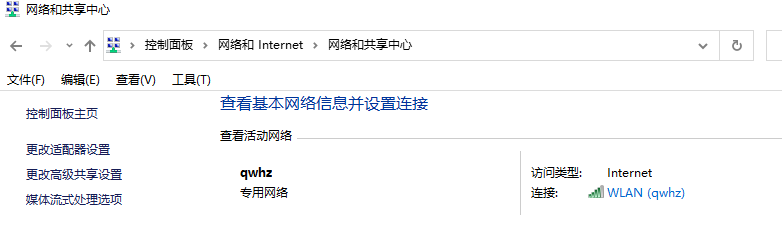 网络和共享中心
控制面板 网络和 Internet 网络和共享中心
文件(F) 编辑(E) 查看(V) 工具(T)
控制面板主页
更改适配器设置
更改高级共享设置
媒体流式处理选项
查看基本网络信息并设置连接
查看活动网络
qwhz
专用网络
访问类型: Internet
连接: WLAN (qwhz)